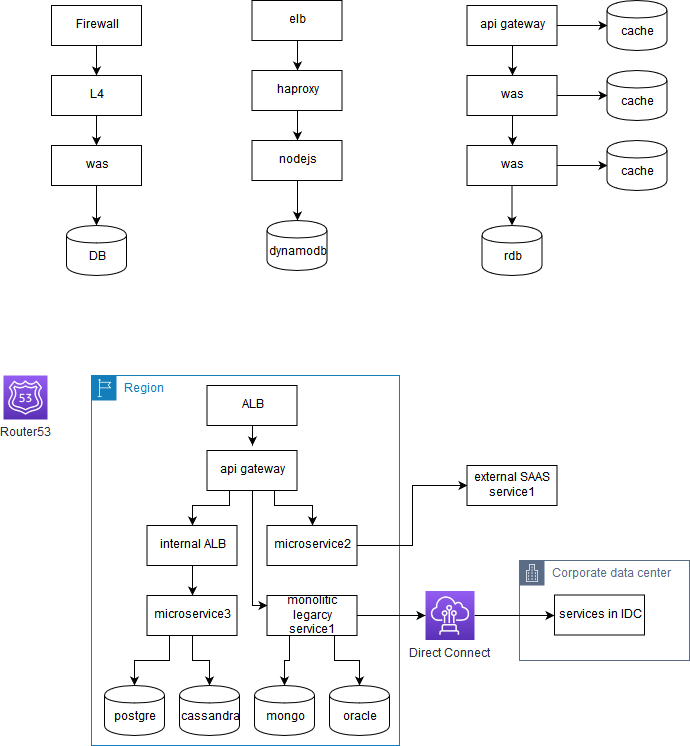 Firewall
L4
was
DB
elb
haproxy
nodejs
dynamodb
api gateway
cache
was
cache
was
cache
rdb
53
Router53
Region
ALB
api gateway
internal ALB
microservice2
external SAAS
service1
microservice3
monolitic
legarcy
service1
Direct Connect
Corporate data center
services in IDC
postgre
cassandra
mongo
oracle